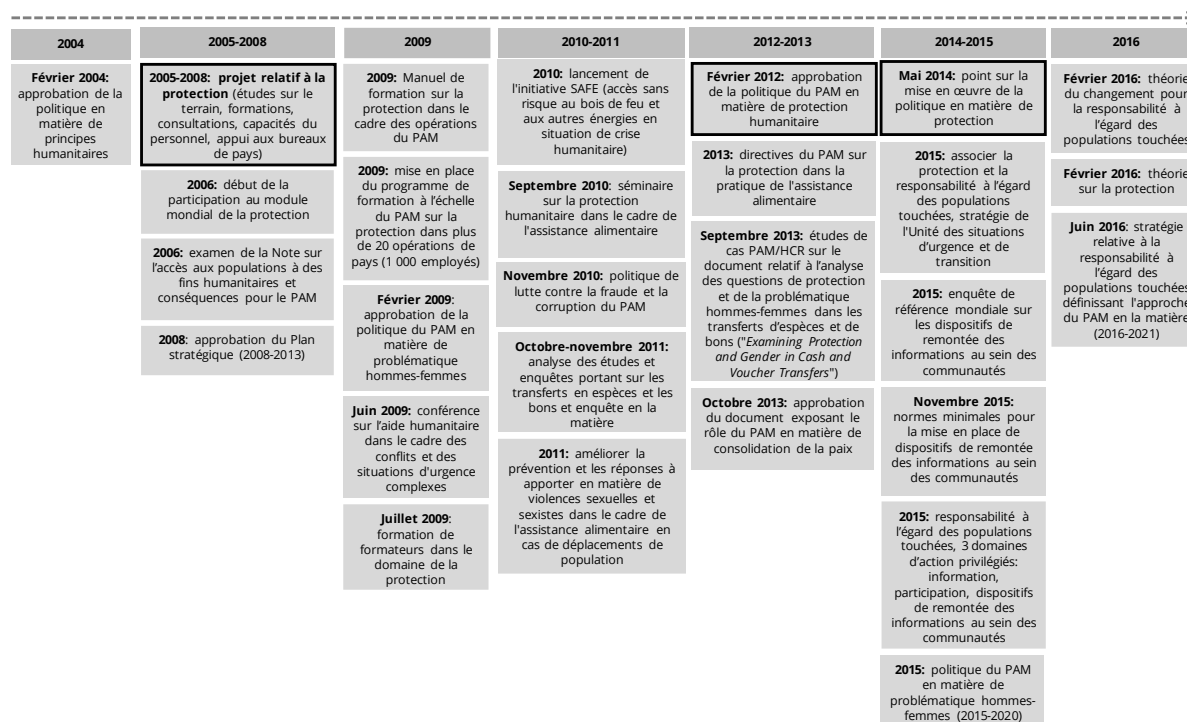 2004
Février 2004:
approbation de la
politique en
matière de
principes
humanitaires
2005-2008
2005-2008: projet relatif à la
protection (études sur le
terrain, formations,
consultations, capacités du
personnel, appui aux bureaux
de pays)
2006: début de la
participation au module
mondial de la protection
2006: examen de la Note sur
l'accès aux populations à des
fins humanitaires et
conséquences pour le PAM
2008: approbation du Plan
stratégique (2008-2013)
2009
2009: Manuel de
formation sur la
protection dans le
cadre des opérations
du PAM
2009: mise en place
du programme de
formation à l'échelle
du PAM sur la
protection dans plus
de 20 opérations de
pays (1 000 employés)
Février 2009:
approbation de la
politique du PAM en
matière de
problématique
hommes-femmes
Juin 2009: conférence
sur l'aide humanitaire
dans le cadre des
conflits et des
situations d'urgence
complexes
Juillet 2009:
formation de
formateurs dans le
domaine de la
protection
2010-2011
2010: lancement de
l'initiative SAFE (accès sans
risque au bois de feu et
aux autres énergies en
situation de crise
humanitaire)
Septembre 2010: séminaire
sur la protection
humanitaire dans le cadre de
l'assistance alimentaire
Novembre 2010: politique de
lutte contre la fraude et la
corruption du PAM
Octobre-novembre 2011:
analyse des études et
enquêtes portant sur les
transferts en espèces et les
bons et enquête en la
matière
2011: améliorer la
prévention et les réponses à
apporter en matière de
violences sexuelles et
sexistes dans le cadre de
l'assistance alimentaire en
cas de déplacements de
population
2012-2013
Février 2012: approbation
de la politique du PAM en
matière de protection
humanitaire
2013: directives du PAM sur
la protection dans la
pratique de l'assistance
alimentaire
Septembre 2013: études de
cas PAM/HCR sur le
document relatif à l'analyse
des questions de protection
et de la problématique
hommes-femmes dans les
transferts d'espèces et de
bons ("Examining Protection
and Gender in Cash and
Voucher Transfers")
Octobre 2013: approbation
du document exposant le
rôle du PAM en matière de
consolidation de la paix
2014-2015
Mai 2014: point sur la
mise en œuvre de la
politique en matière de
protection
2015: associer la
protection et la
responsabilité à l'égard
des populations
touchées, stratégie de
l'Unité des situations
d'urgence et de
transition
2015: enquête de
référence mondiale sur
les dispositifs de
remontée des
informations au sein des
communautés
Novembre 2015:
normes minimales pour
la mise en place de
dispositifs de remontée
des informations au sein
des communautés
2015: responsabilité à
l'égard des populations
touchées, 3 domaines
d'action privilégiés:
information,
participation, dispositifs
de remontée des
informations au sein des
communautés
2015: politique du PAM
en matière de
problématique hommes-
femmes (2015-2020)
2016
Février 2016: théorie
du changement pour
la responsabilité à
l'égard des
populations touchées
Février 2016: théorie
sur la protection
Juin 2016: stratégie
relative à la
responsabilité à
l'égard des
populations touchées
définissant l'approche
du PAM en la matière
(2016-2021)